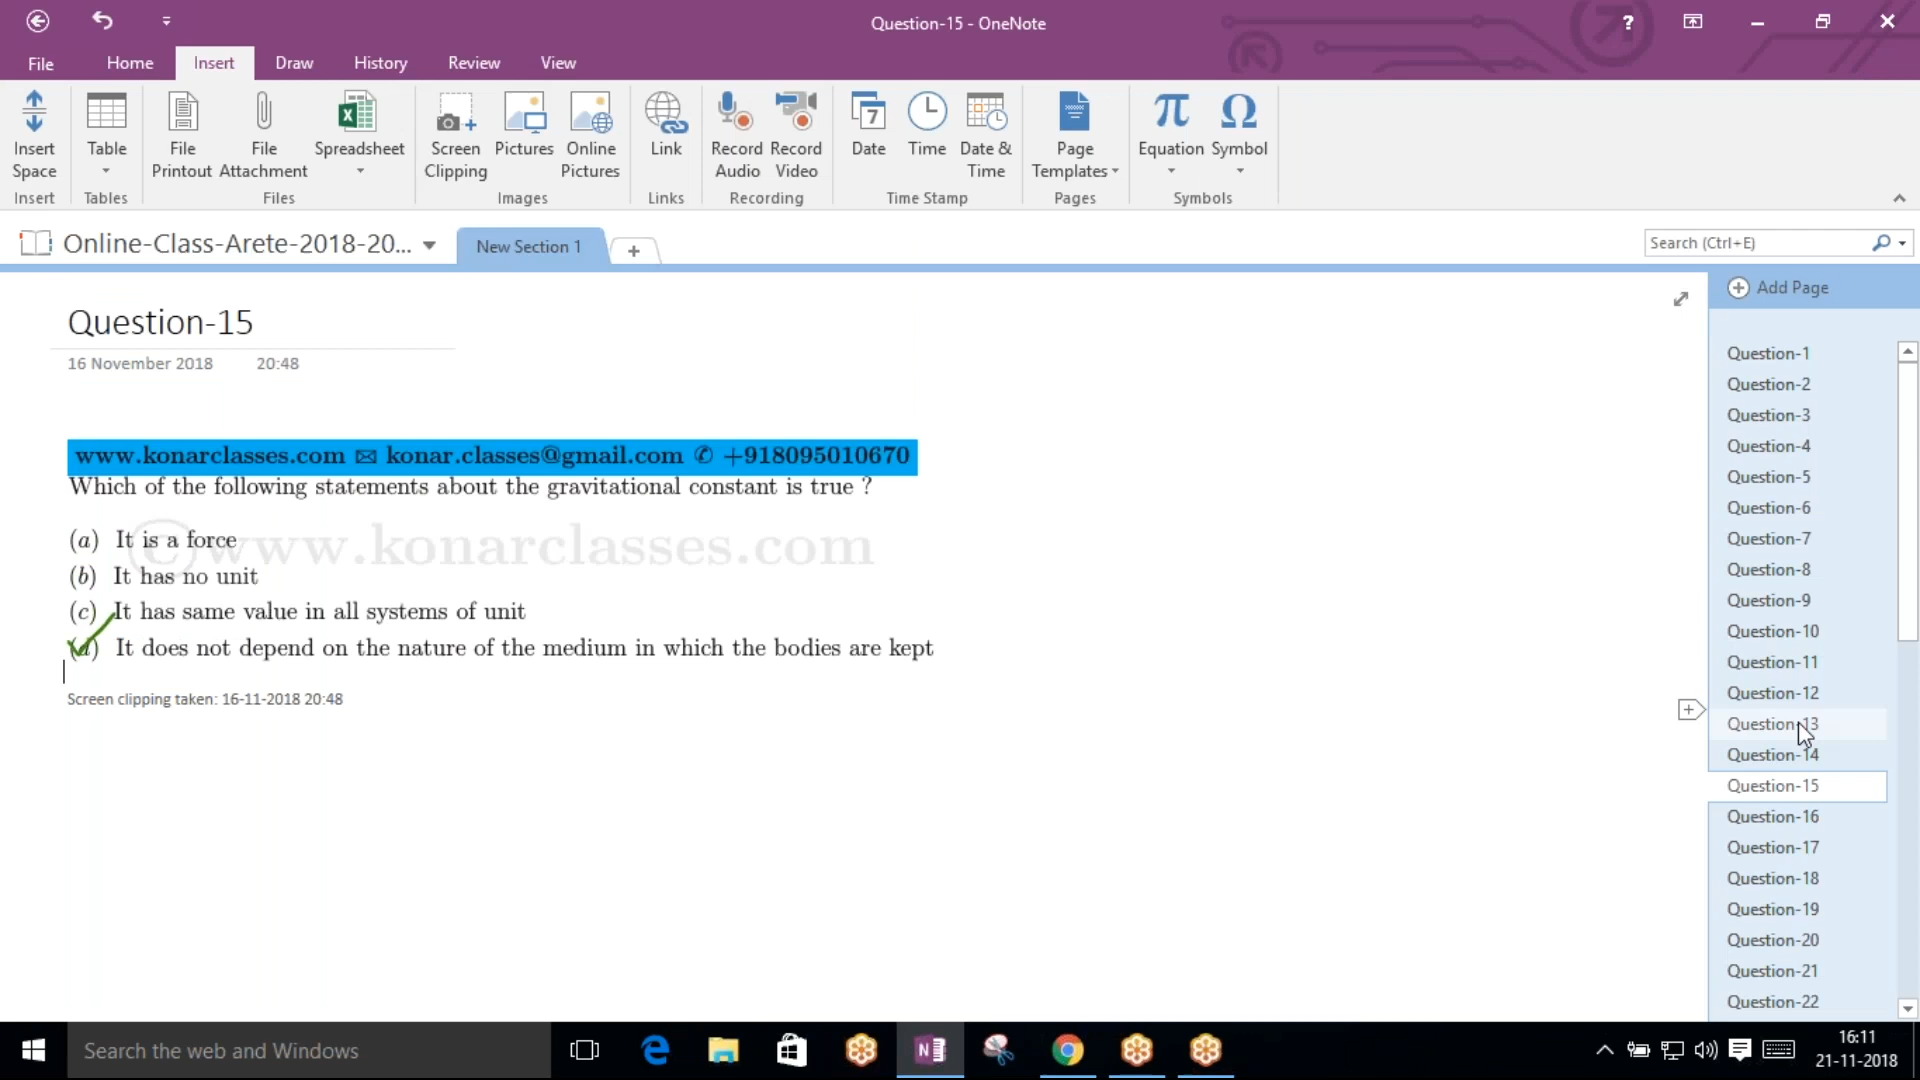 Question-15 - OneNote
?
File Home Insert Draw History Review View
Insert Space
Table
File Printout
File Attachment
Spreadsheet
Screen Clipping
Pictures
Online Pictures
Link
Record Audio
Record Video
7
Date
Time
Date & Time
Page Templates
π
Equation
Ω
Symbol
Insert Tables Files Images Links Recording Time Stamp Pages Symbols
Online-Class-Arete-2018-20... New Section 1 +
Search (Ctrl+E)
Add Page
Question-15
16 November 2018 20:48
www.konarclasses.com ✉ konar.classes@gmail.com ✆ +918095010670
Which of the following statements about the gravitational constant is true ?
©www.konarclasses.com
(a) It is a force
(b) It has no unit
(c) It has same value in all systems of unit
(d) It does not depend on the nature of the medium in which the bodies are kept
Screen clipping taken: 16-11-2018 20:48
Question-1
Question-2
Question-3
Question-4
Question-5
Question-6
Question-7
Question-8
Question-9
Question-10
Question-11
Question-12
Question-13
Question-14
Question-15
Question-16
Question-17
Question-18
Question-19
Question-20
Question-21
Question-22
Search the web and Windows
16:11
21-11-2018